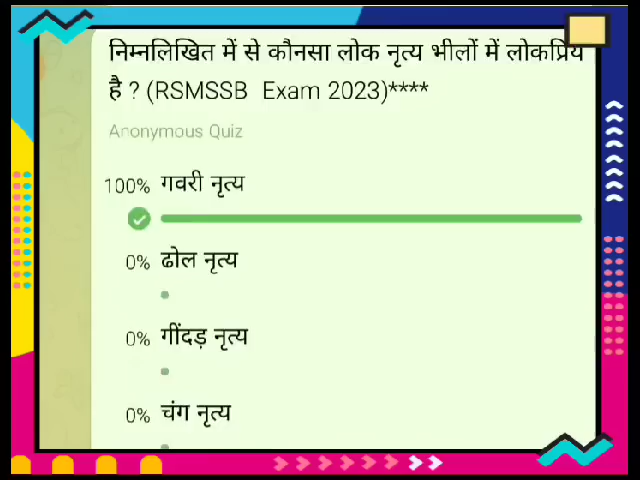 निम्नलिखित में से कौनसा लोक नृत्य भीलों में लोकप्रिय
है ? (RSMSSB Exam 2023)****
Anonymous Quiz
100% गवरी नृत्य
0% ढोल नृत्य
0% गींदड़ नृत्य
0% चंग नृत्य